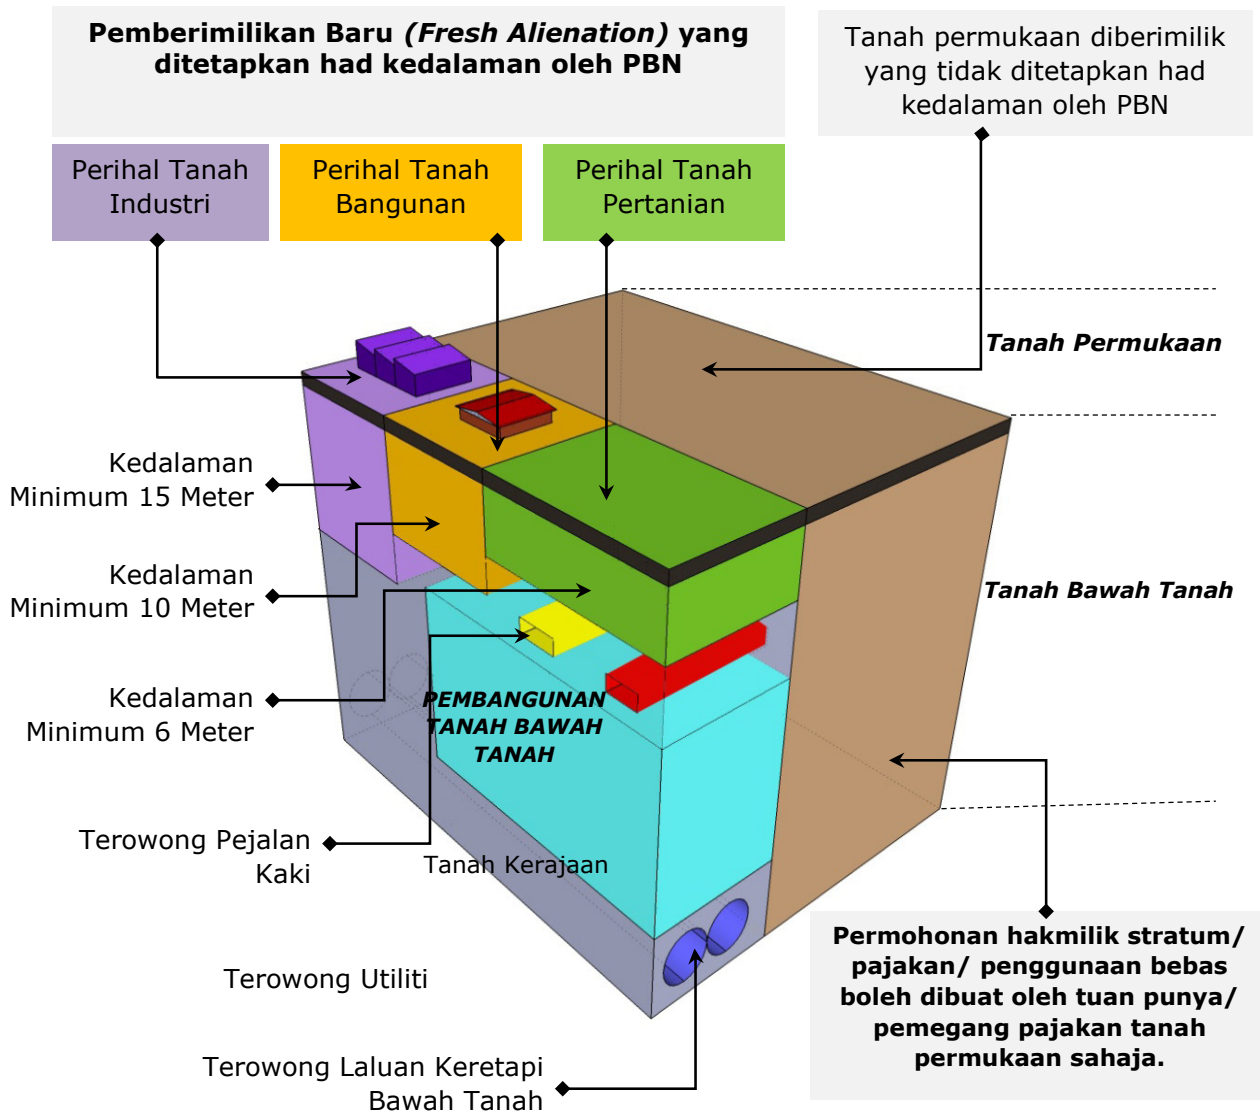 Pemberimilikan Baru (Fresh Alienation) yang
ditetapkan had kedalaman oleh PBN
Tanah permukaan diberimilik
yang tidak ditetapkan had
kedalaman oleh PBN
Perihal Tanah
Industri
Perihal Tanah
Bangunan
Perihal Tanah
Pertanian
Tanah Permukaan
Kedalaman
Minimum 15 Meter
Kedalaman
Minimum 10 Meter
Tanah Bawah Tanah
Kedalaman
Minimum 6 Meter
PEMBANGUNAN
TANAH BAWAH
TANAH
Terowong Pejalan
Kaki
Tanah Kerajaan
Terowong Utiliti
Terowong Laluan Keretapi
Bawah Tanah
Permohonan hakmilik stratum/
pajakan/ penggunaan bebas
boleh dibuat oleh tuan punya/
pemegang pajakan tanah
permukaan sahaja.